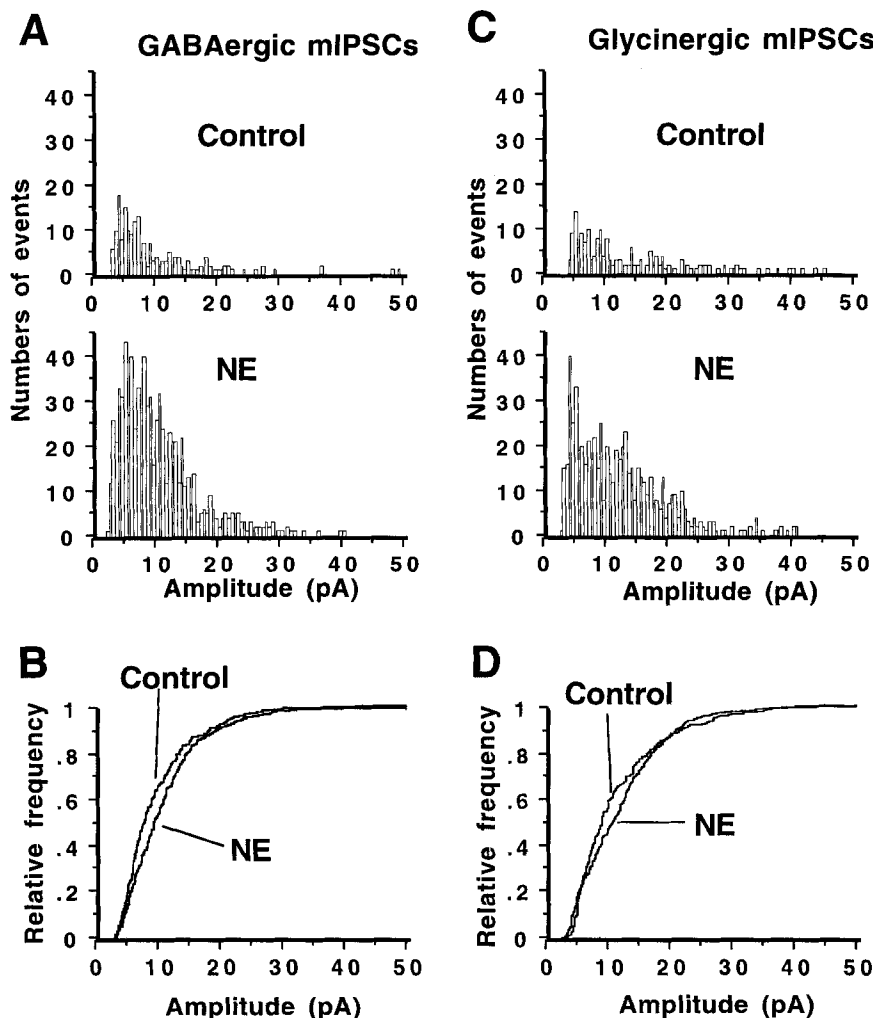 A
GABAergic mIPSCs
Numbers of events
40
30
20
10
0
Control
0 10 20 30 40 50
40
30
20
10
0
NE
0 10 20 30 40 50
Amplitude (pA)
C
Glycinergic mIPSCs
Numbers of events
40
30
20
10
0
Control
0 10 20 30 40 50
40
30
20
10
0
NE
0 10 20 30 40 50
Amplitude (pA)
B
Relative frequency
1
.8
.6
.4
.2
0
Control
NE
0 10 20 30 40 50
Amplitude (pA)
D
Relative frequency
1
.8
.6
.4
.2
0
Control
NE
0 10 20 30 40 50
Amplitude (pA)